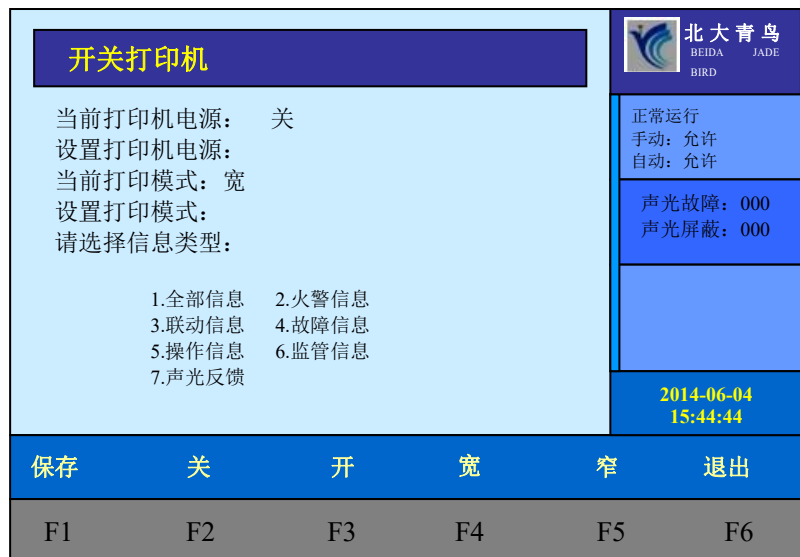 开关打印机
当前打印机电源： 关
设置打印机电源：
当前打印模式：宽
设置打印模式：
请选择信息类型：
1.全部信息 2.火警信息
3.联动信息 4.故障信息
5.操作信息 6.监管信息
7.声光反馈
北大青鸟
BEIDA JADE
BIRD
正常运行
手动：允许
自动：允许
声光故障：000
声光屏蔽：000
2014-06-04
15:44:44
保存 关 开 宽 窄 退出
F1 F2 F3 F4 F5 F6